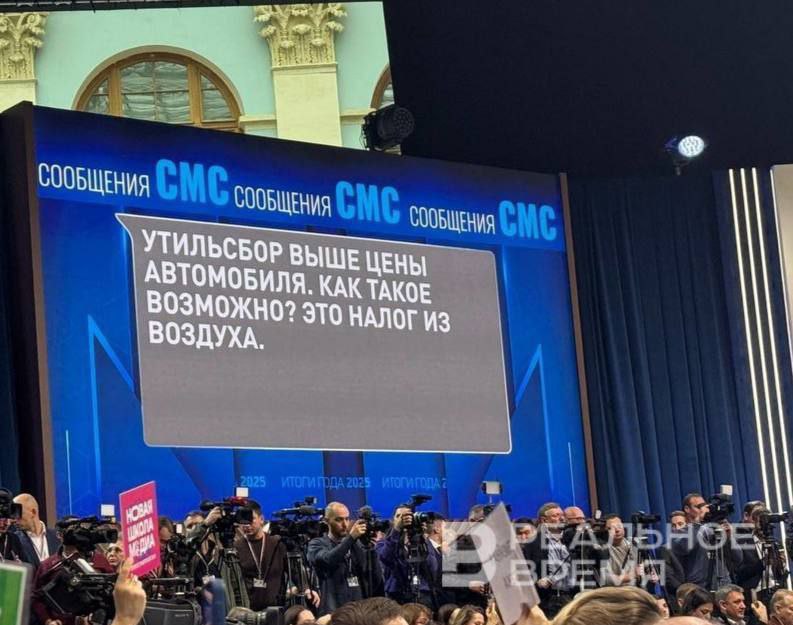 СООБЩЕНИЯ СМС СООБЩЕНИЯ СМС СООБЩЕНИЯ СМС
УТИЛЬСБОР ВЫШЕ ЦЕНЫ
АВТОМОБИЛЯ. КАК ТАКОЕ
ВОЗМОЖНО? ЭТО НАЛОГ ИЗ
ВОЗДУХА.
2025 ИТОГИ ГОДА 2025 ИТОГИ ГОДА 2
НОВАЯ
ШКОЛА
МЕДИА
РЕАЛЬНОЕ
ВРЕМЯ